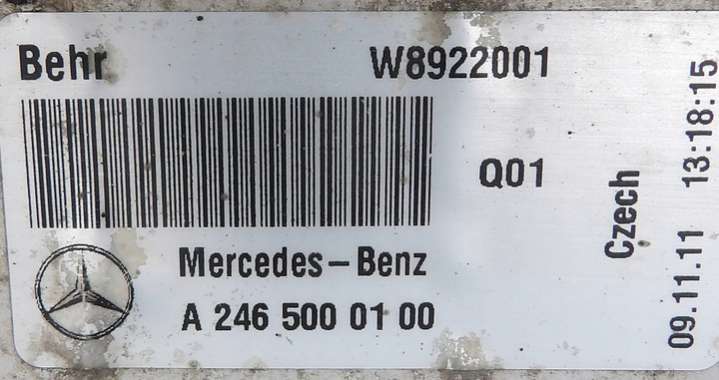 Behr W8922001
Q01
Mercedes-Benz
A 246 500 01 00
Czech
09.11.11 13:18:15